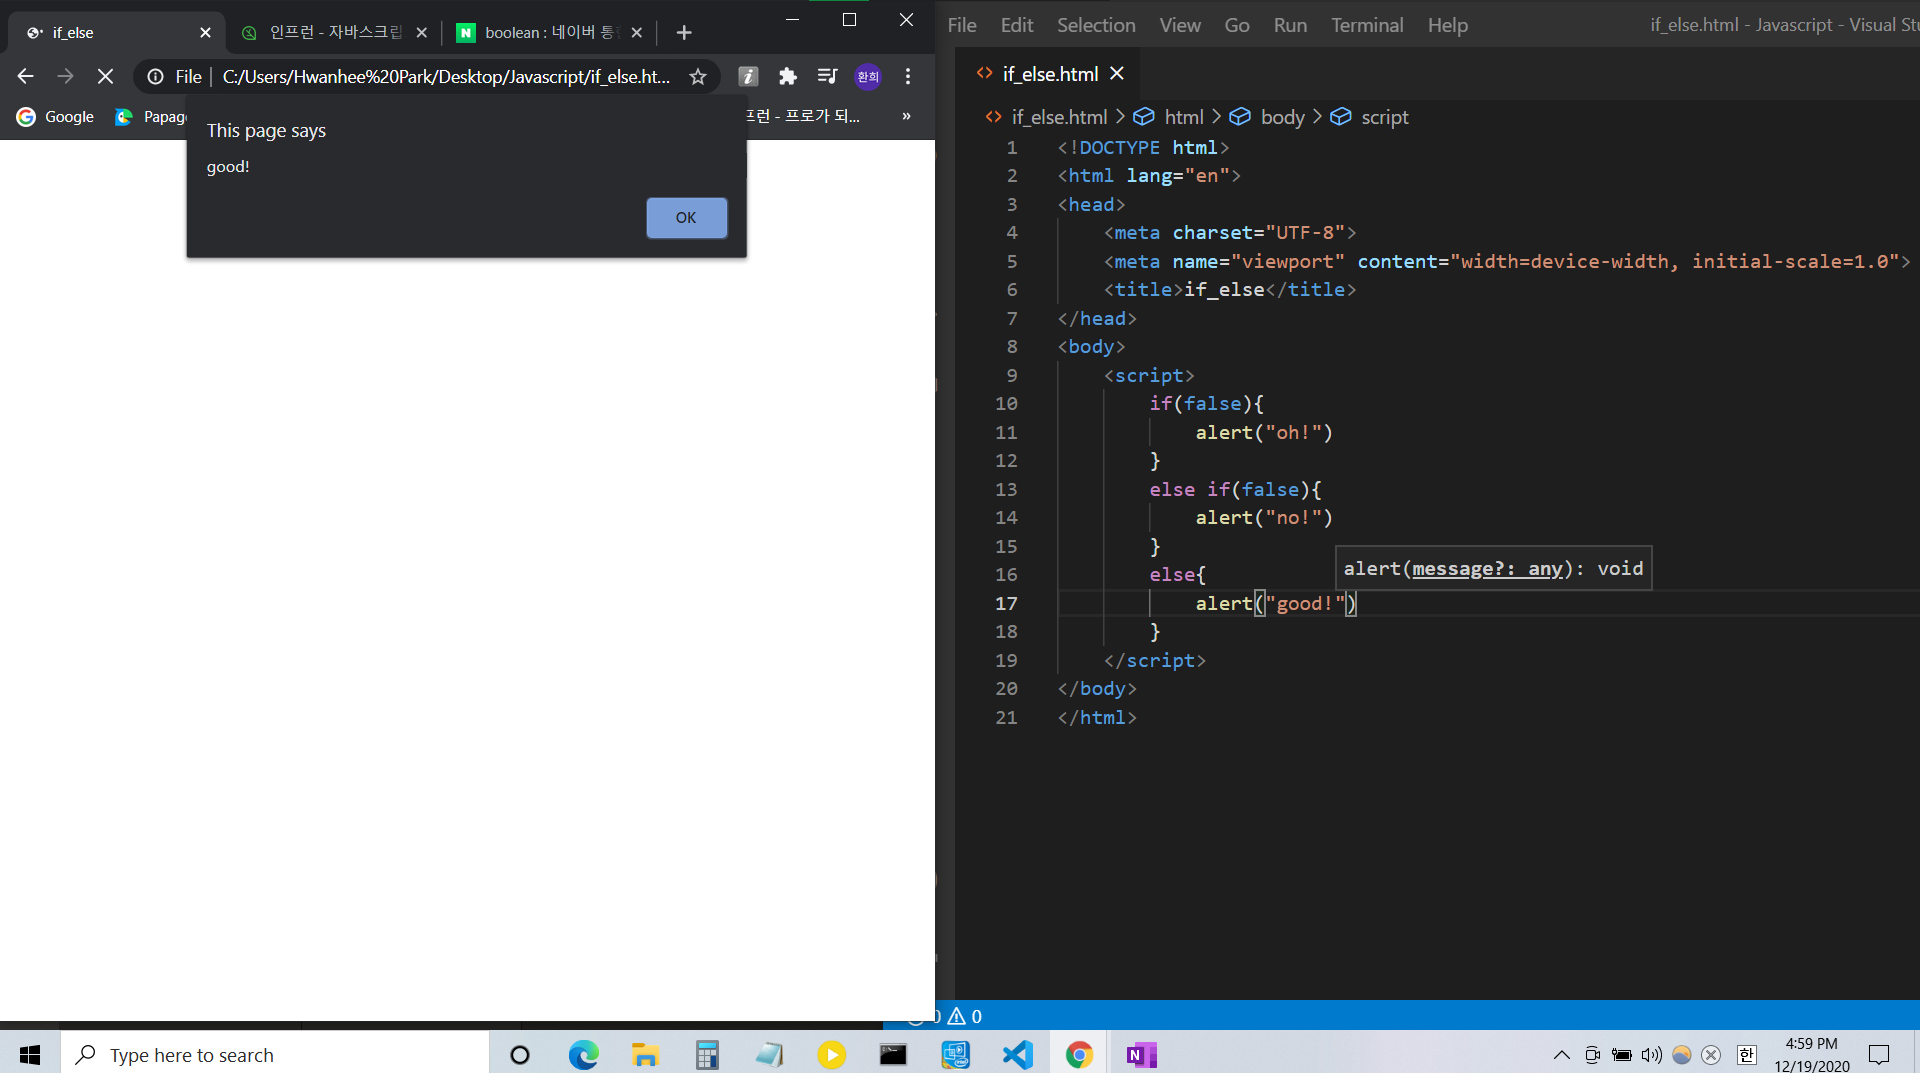 if_else
인프런 - 자바스크립
N boolean : 네이버 통
File Edit Selection View Go Run Terminal Help
if_else.html - Javascript - Visual Stu
File C:/Users/Hwanhee%20Park/Desktop/Javascript/if_else.ht...
환희
Google Papag 프런 - 프로가 되... »
This page says
good!
OK
if_else.html
if_else.html > html > body > script
1 <!DOCTYPE html>
2 <html lang="en">
3 <head>
4 <meta charset="UTF-8">
5 <meta name="viewport" content="width=device-width, initial-scale=1.0">
6 <title>if_else</title>
7 </head>
8 <body>
9 <script>
10 if(false){
11 alert("oh!")
12 }
13 else if(false){
14 alert("no!")
15 }
16 else{
alert(message?: any): void
17 alert("good!")
18 }
19 </script>
20 </body>
21 </html>
0 0
Type here to search
N
한
4:59 PM
12/19/2020